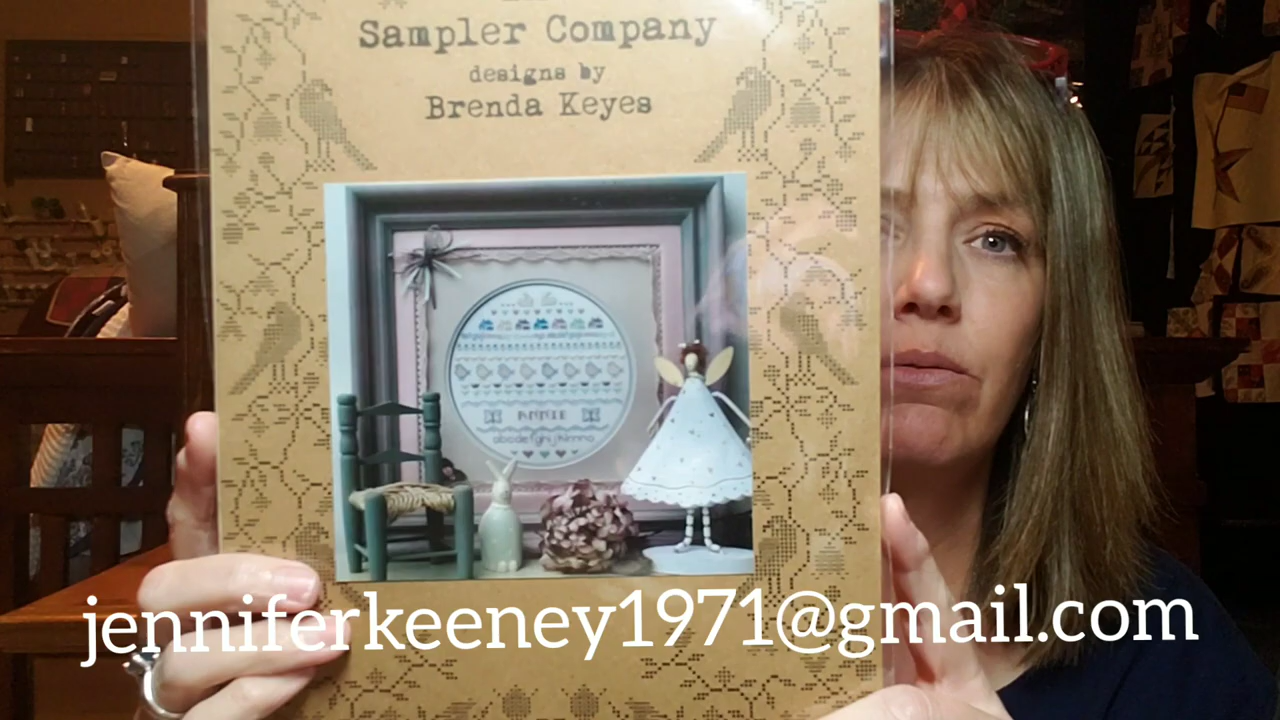 Sampler Company
designs by
Brenda Keyes
ANNIE
jenniferkeeney1971@gmail.com